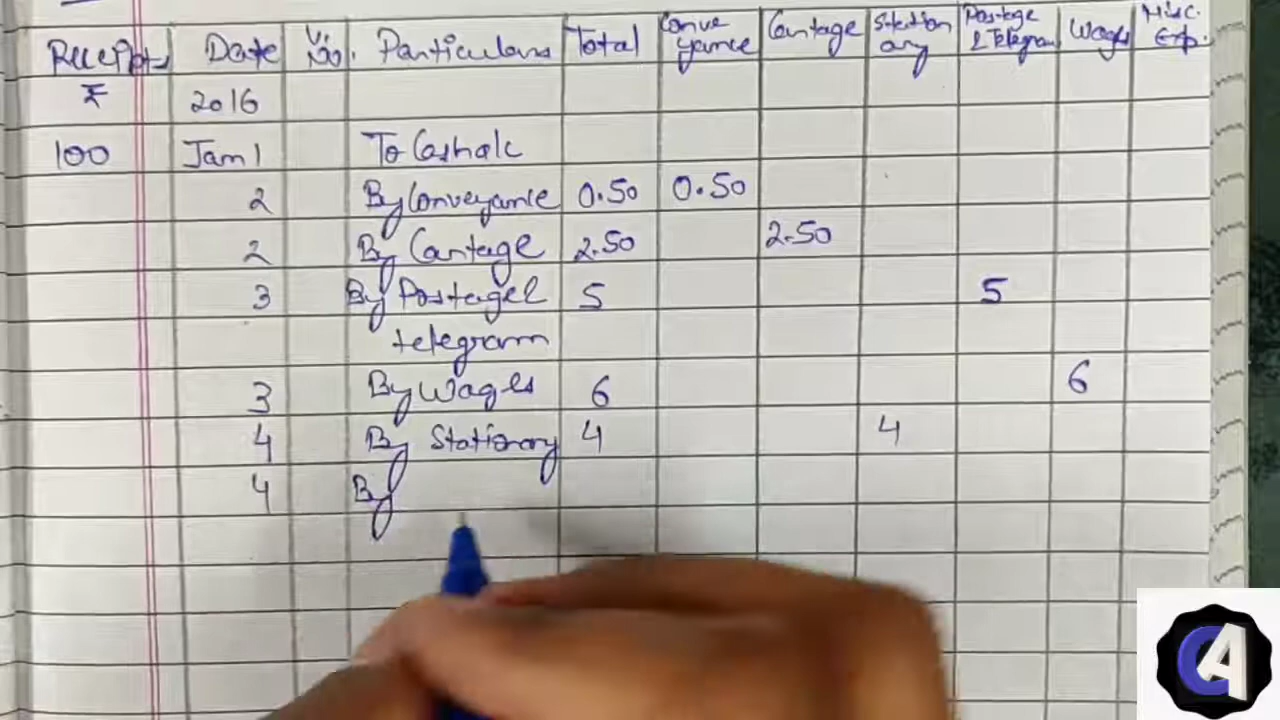 Receipts Date V. No. Particulars Total Conveyance Cartage Stationary Postage & Telegram Wages Misc. Exp.
₹ 2016
100 Jan 1 To Cash a/c
2 By Conveyance 0.50 0.50
2 By Cartage 2.50 2.50
3 By Postage & 5 5
telegram
3 By Wages 6 6
4 By Stationary 4 4
4 By
CA